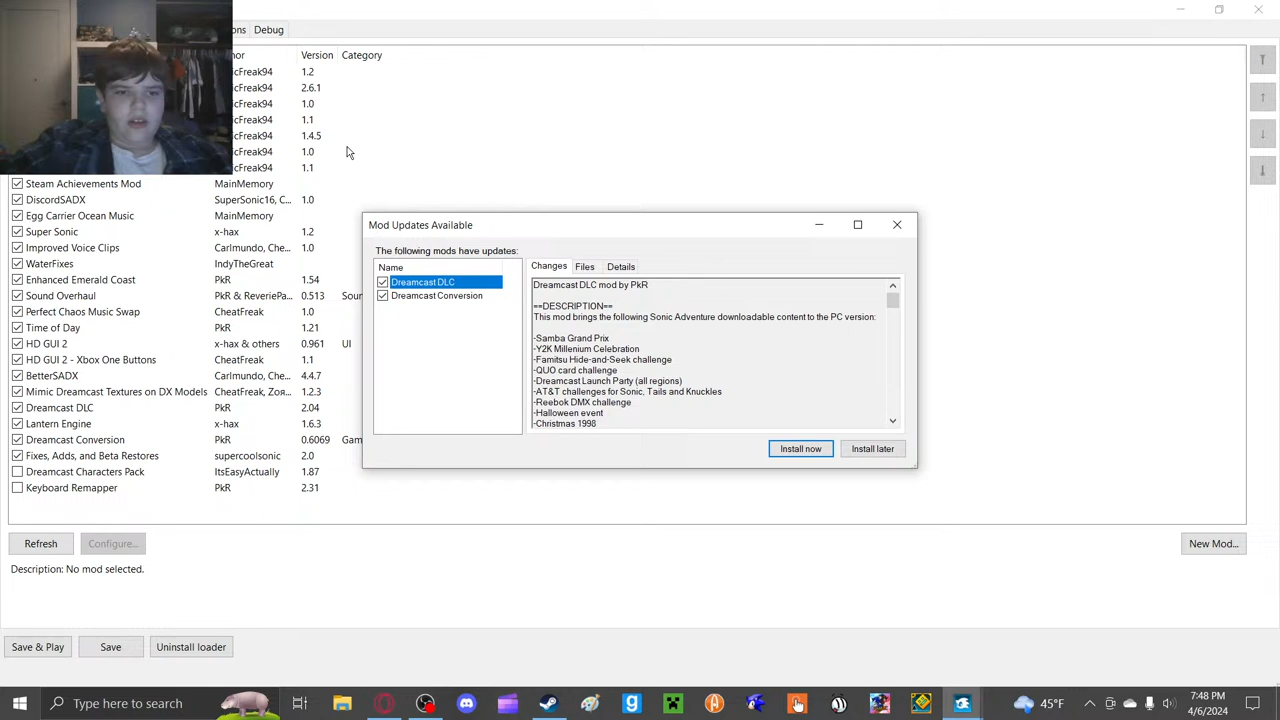 ons Debug
hor Version Category
icFreak94 1.2
icFreak94 2.6.1
icFreak94 1.0
icFreak94 1.1
icFreak94 1.4.5
icFreak94 1.0
icFreak94 1.1
Steam Achievements Mod MainMemory
DiscordSADX SuperSonic16, C... 1.0
Egg Carrier Ocean Music MainMemory
Super Sonic x-hax 1.2
Improved Voice Clips Carlmundo, Che... 1.0
WaterFixes IndyTheGreat
Enhanced Emerald Coast PkR 1.54
Sound Overhaul PkR & ReveriePa... 0.513 Sour
Perfect Chaos Music Swap CheatFreak 1.0
Time of Day PkR 1.21
HD GUI 2 x-hax & others 0.961 UI
HD GUI 2 - Xbox One Buttons CheatFreak 1.1
BetterSADX Carlmundo, Che... 4.4.7
Mimic Dreamcast Textures on DX Models CheatFreak, Zоя... 1.2.3
Dreamcast DLC PkR 2.04
Lantern Engine x-hax 1.6.3
Dreamcast Conversion PkR 0.6069 Gam
Fixes, Adds, and Beta Restores supercoolsonic 2.0
Dreamcast Characters Pack ItsEasyActually 1.87
Keyboard Remapper PkR 2.31
Mod Updates Available
The following mods have updates:
Name
Dreamcast DLC
Dreamcast Conversion
Changes Files Details
Dreamcast DLC mod by PkR
==DESCRIPTION==
This mod brings the following Sonic Adventure downloadable content to the PC version:
-Samba Grand Prix
-Y2K Millenium Celebration
-Famitsu Hide-and-Seek challenge
-QUO card challenge
-Dreamcast Launch Party (all regions)
-AT&T challenges for Sonic, Tails and Knuckles
-Reebok DMX challenge
-Halloween event
-Christmas 1998
Install now Install later
Refresh Configure... New Mod...
Description: No mod selected.
Save & Play Save Uninstall loader
Type here to search 45°F 7:48 PM
4/6/2024